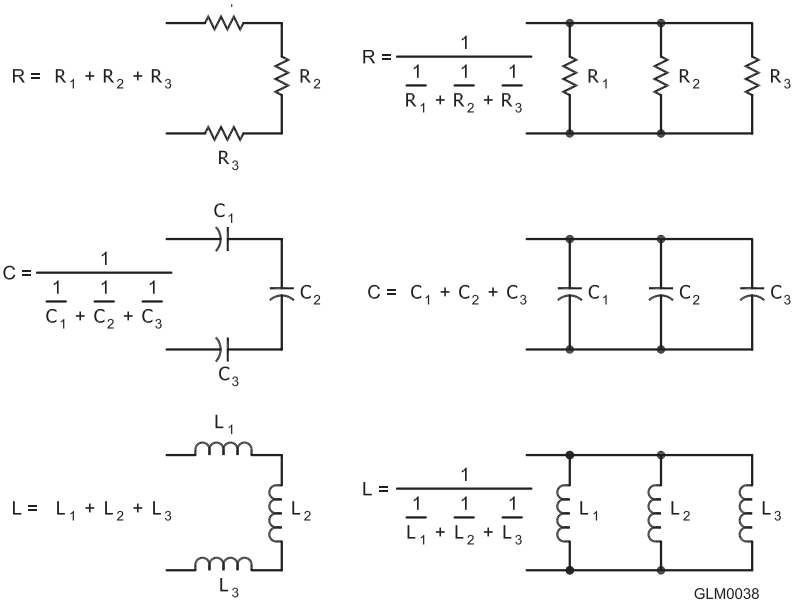 R = R₁ + R₂ + R₃
R₂
R₃
R = 1 / (1/R₁ + 1/R₂ + 1/R₃)
R₁
R₂
R₃
C = 1 / (1/C₁ + 1/C₂ + 1/C₃)
C₁
C₂
C₃
C = C₁ + C₂ + C₃
C₁
C₂
C₃
L = L₁ + L₂ + L₃
L₁
L₂
L₃
L = 1 / (1/L₁ + 1/L₂ + 1/L₃)
L₁
L₂
L₃
GLM0038